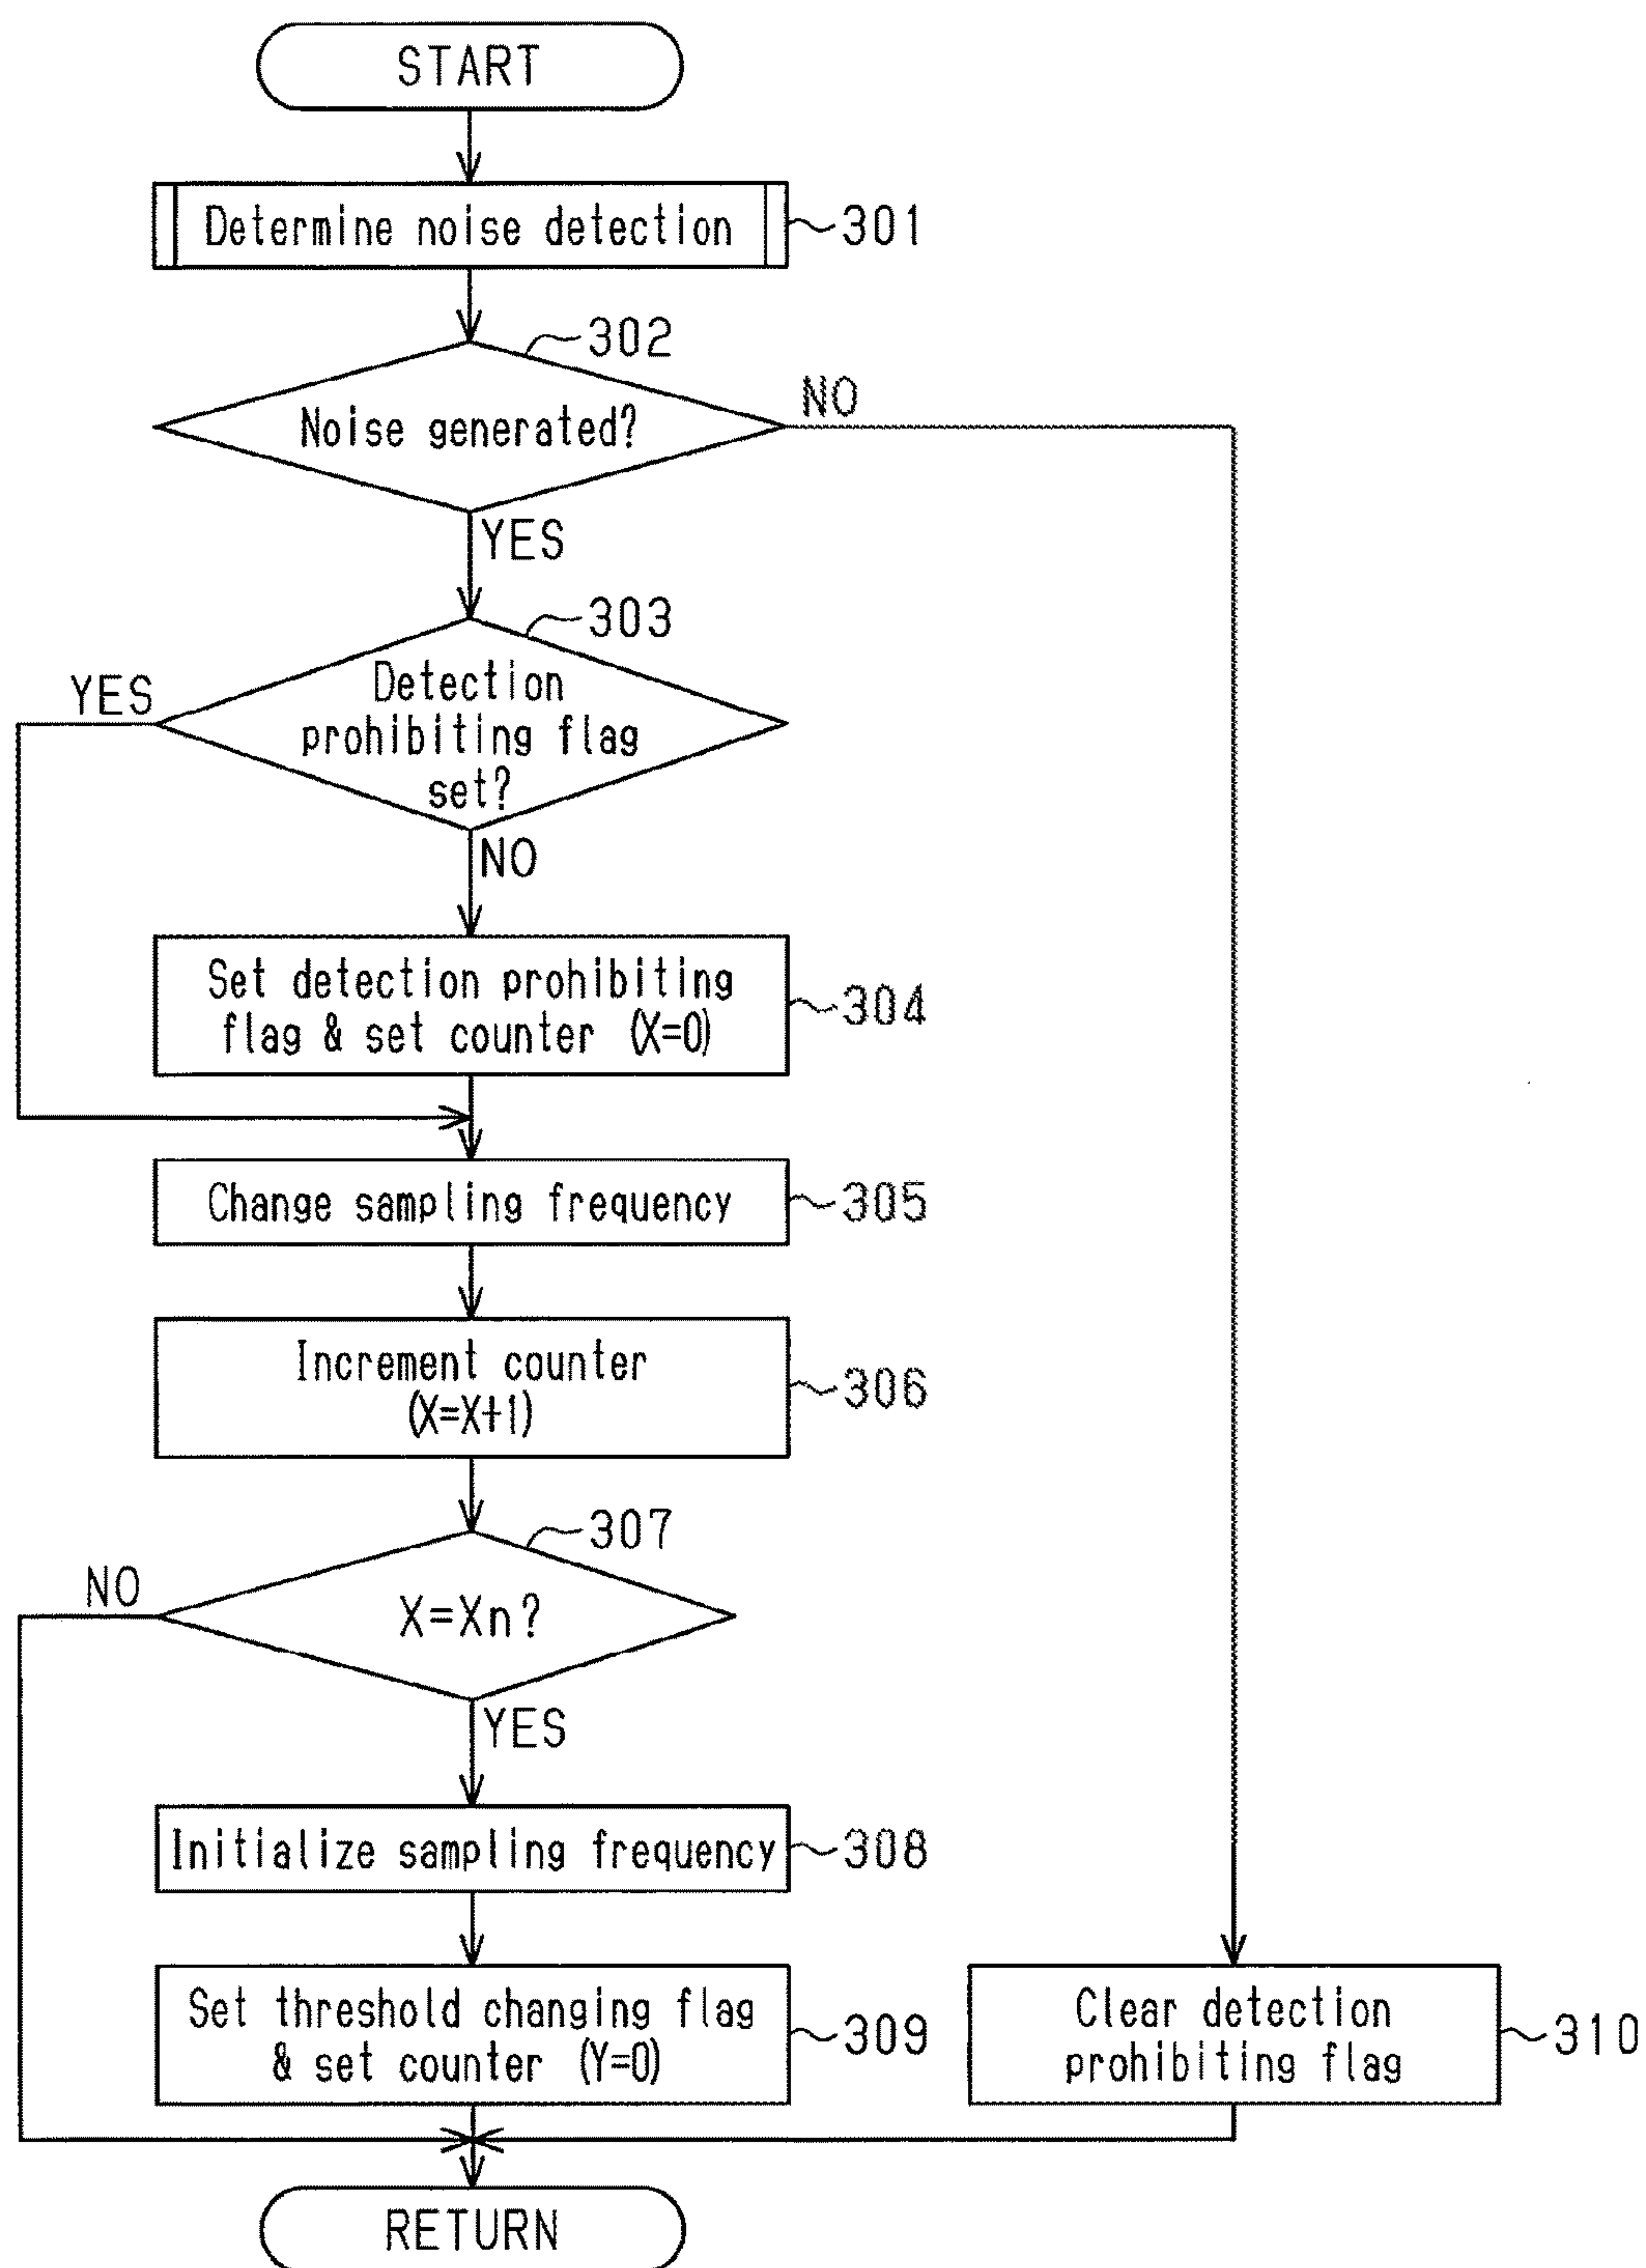 START
Determine noise detection
301
302
Noise generated?
NO
YES
303
YES
Detection
prohibiting flag
set?
NO
Set detection prohibiting
flag & set counter (X=0)
304
Change sampling frequency
305
Increment counter
(X=X+1)
306
307
NO
X=Xn?
YES
Initialize sampling frequency
308
Set threshold changing flag
& set counter (Y=0)
309
Clear detection
prohibiting flag
310
RETURN